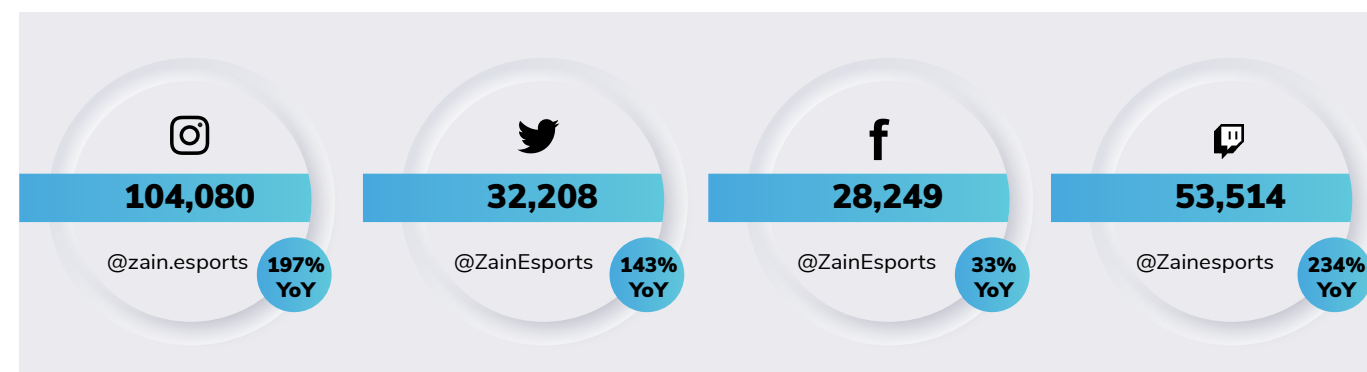 104,080
@zain.esports
197%
YoY
32,208
@ZainEsports
143%
YoY
28,249
@ZainEsports
33%
YoY
53,514
@Zainesports
234%
YoY